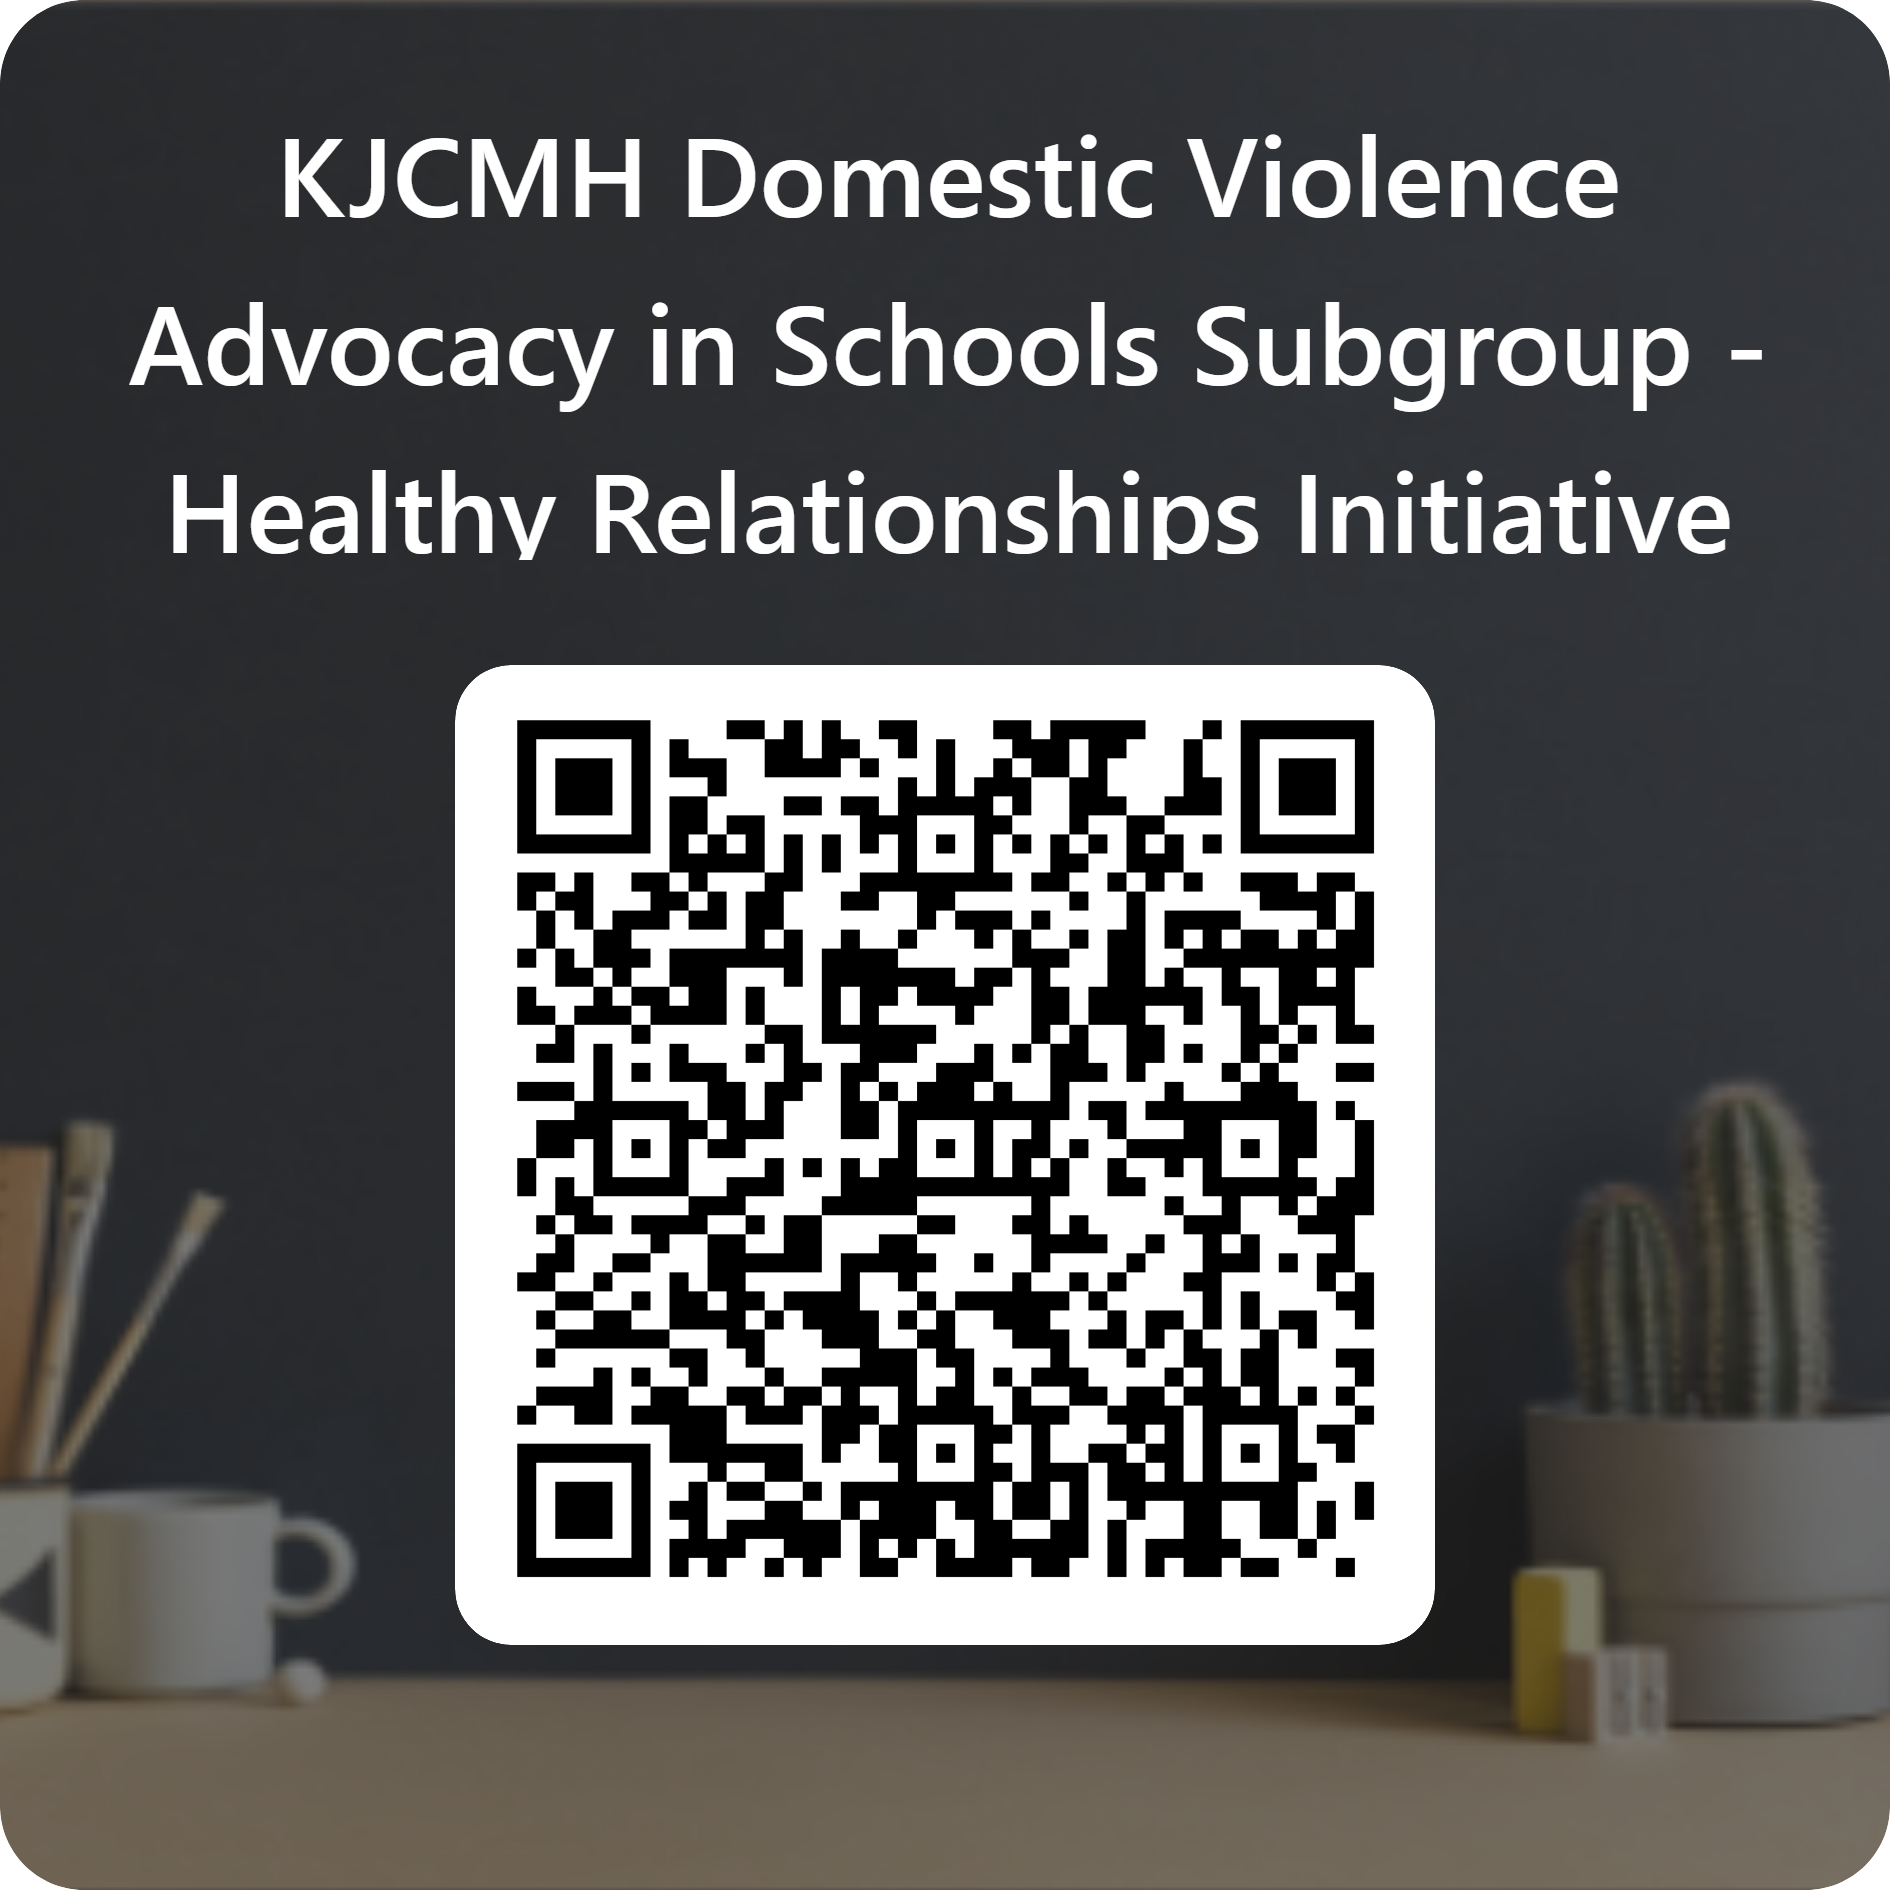 KJCMH Domestic Violence
Advocacy in Schools Subgroup -
Healthy Relationships Initiative